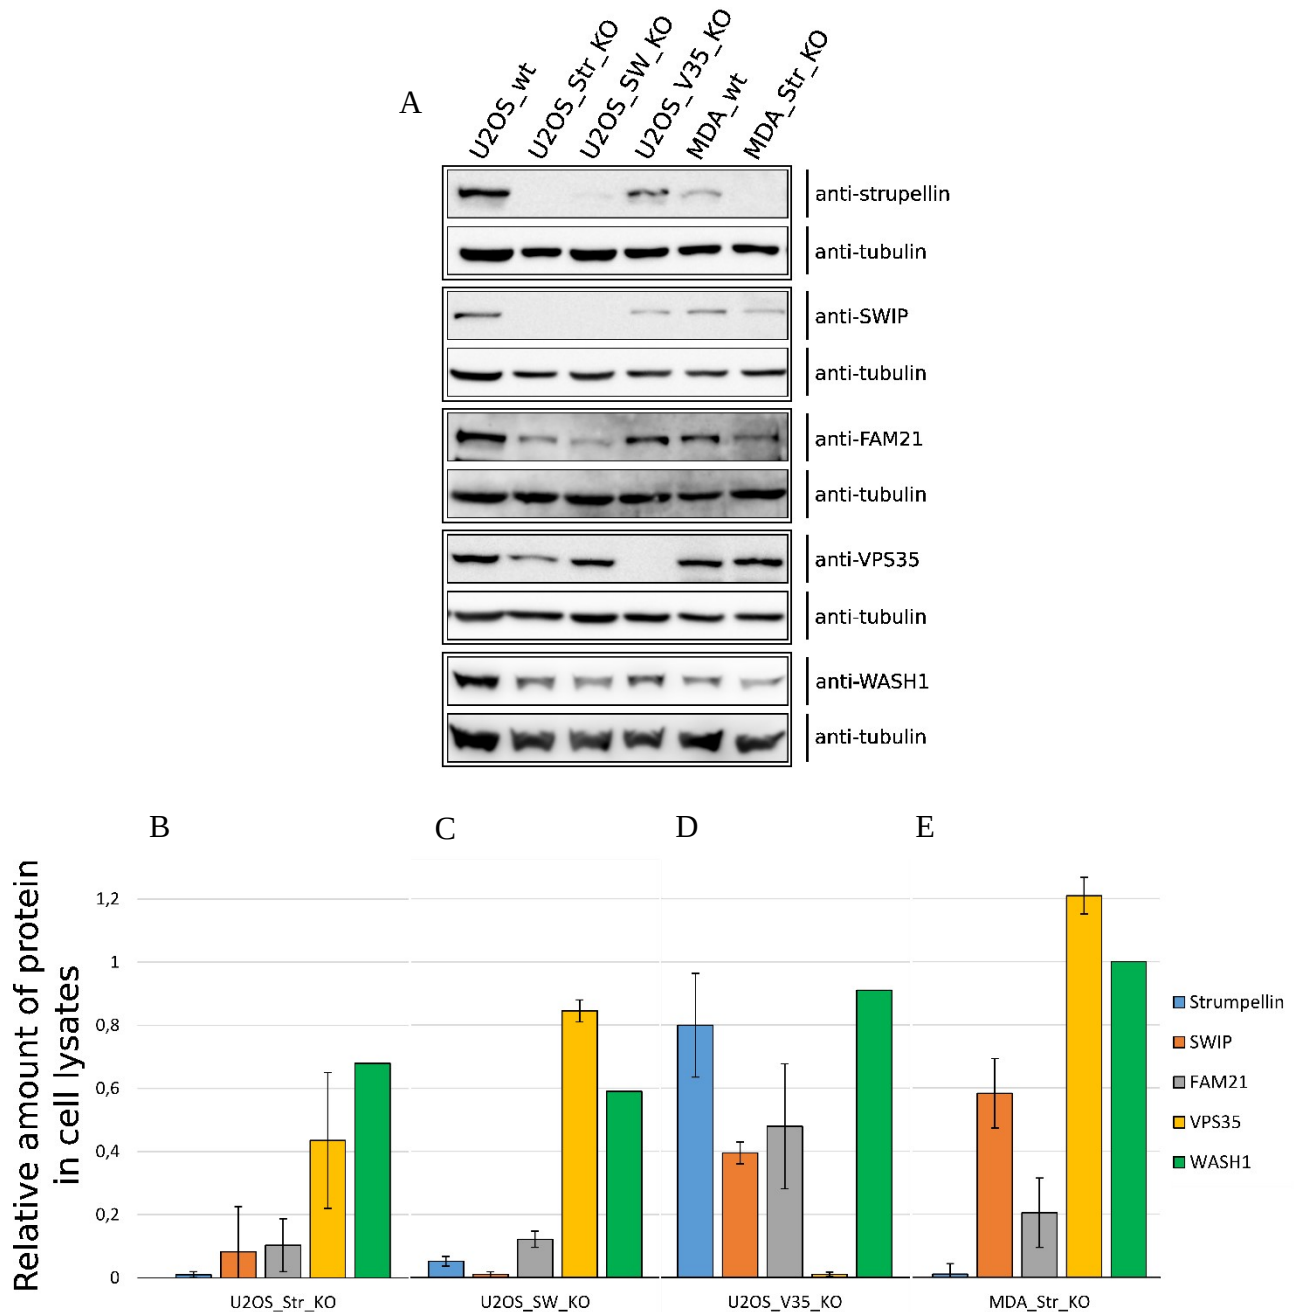 A
U2OS_wt
U2OS_Str_KO
U2OS_SW_KO
U2OS_V35_KO
MDA_wt
MDA_Str_KO
anti-strupellin
anti-tubulin
anti-SWIP
anti-tubulin
anti-FAM21
anti-tubulin
anti-VPS35
anti-tubulin
anti-WASH1
anti-tubulin
B
C
D
E
Relative amount of protein
in cell lysates
1,2
1
0,8
0,6
0,4
0,2
0
U2OS_Str_KO
U2OS_SW_KO
U2OS_V35_KO
MDA_Str_KO
Strumpellin
SWIP
FAM21
VPS35
WASH1